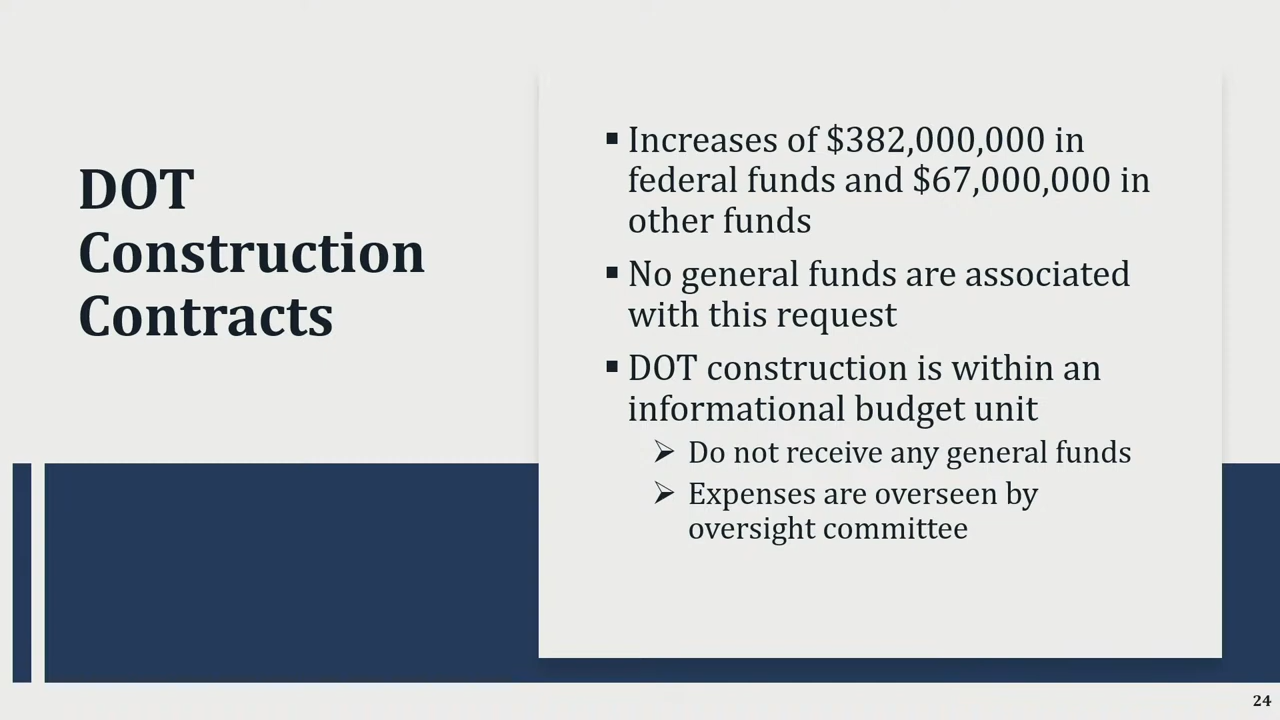 DOT
Construction
Contracts
▪ Increases of $382,000,000 in
federal funds and $67,000,000 in
other funds
▪ No general funds are associated
with this request
▪ DOT construction is within an
informational budget unit
➢ Do not receive any general funds
➢ Expenses are overseen by
oversight committee
24